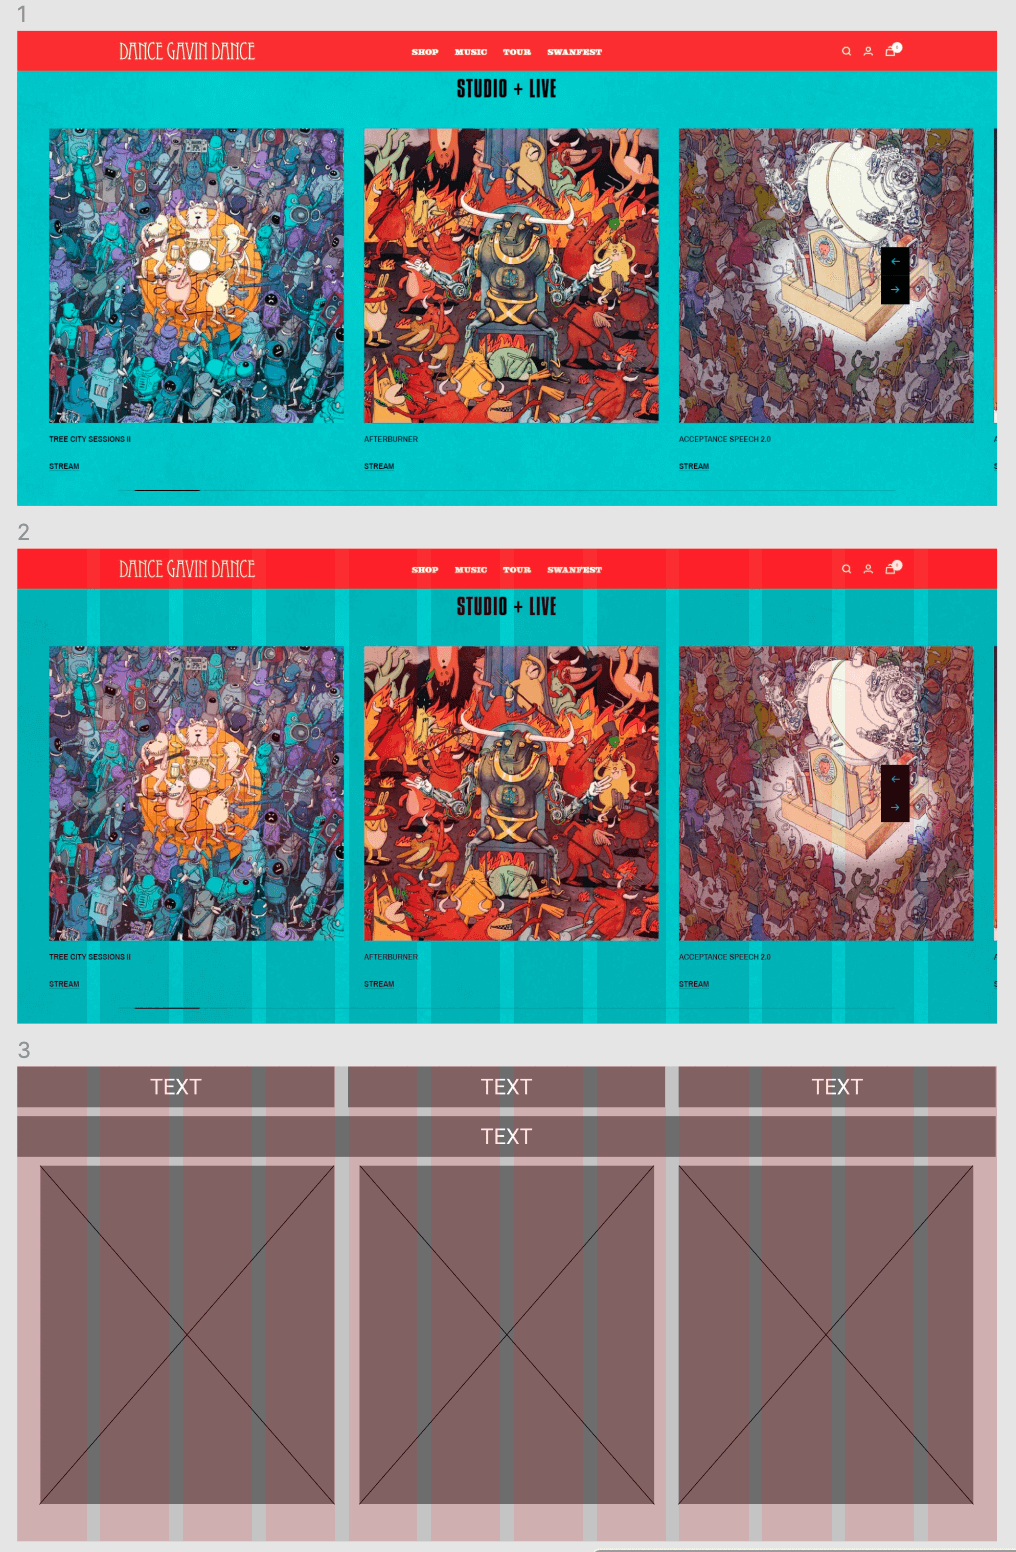 1
DANCE GAVIN DANCE SHOP MUSIC TOUR SWANFEST
STUDIO + LIVE
TREE CITY SESSIONS II AFTERBURNER ACCEPTANCE SPEECH 2.0
STREAM STREAM STREAM
2
DANCE GAVIN DANCE SHOP MUSIC TOUR SWANFEST
STUDIO + LIVE
TREE CITY SESSIONS II AFTERBURNER ACCEPTANCE SPEECH 2.0
STREAM STREAM STREAM
3
TEXT TEXT TEXT
TEXT